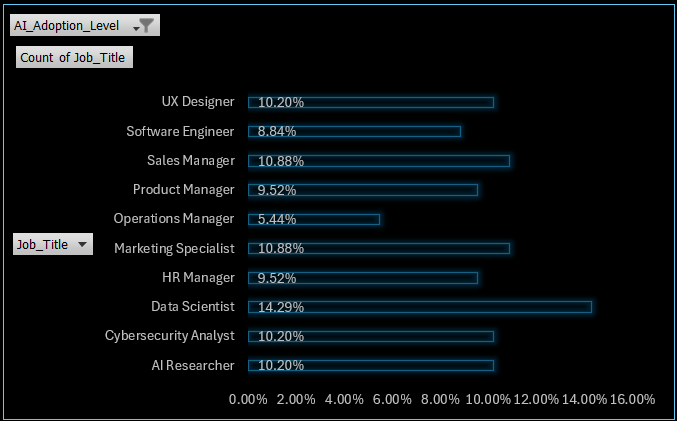 AI_Adoption_Level
Count of Job_Title
UX Designer 10.20%
Software Engineer 8.84%
Sales Manager 10.88%
Product Manager 9.52%
Operations Manager 5.44%
Job_Title
Marketing Specialist 10.88%
HR Manager 9.52%
Data Scientist 14.29%
Cybersecurity Analyst 10.20%
AI Researcher 10.20%
0.00% 2.00% 4.00% 6.00% 8.00% 10.00% 12.00% 14.00% 16.00%